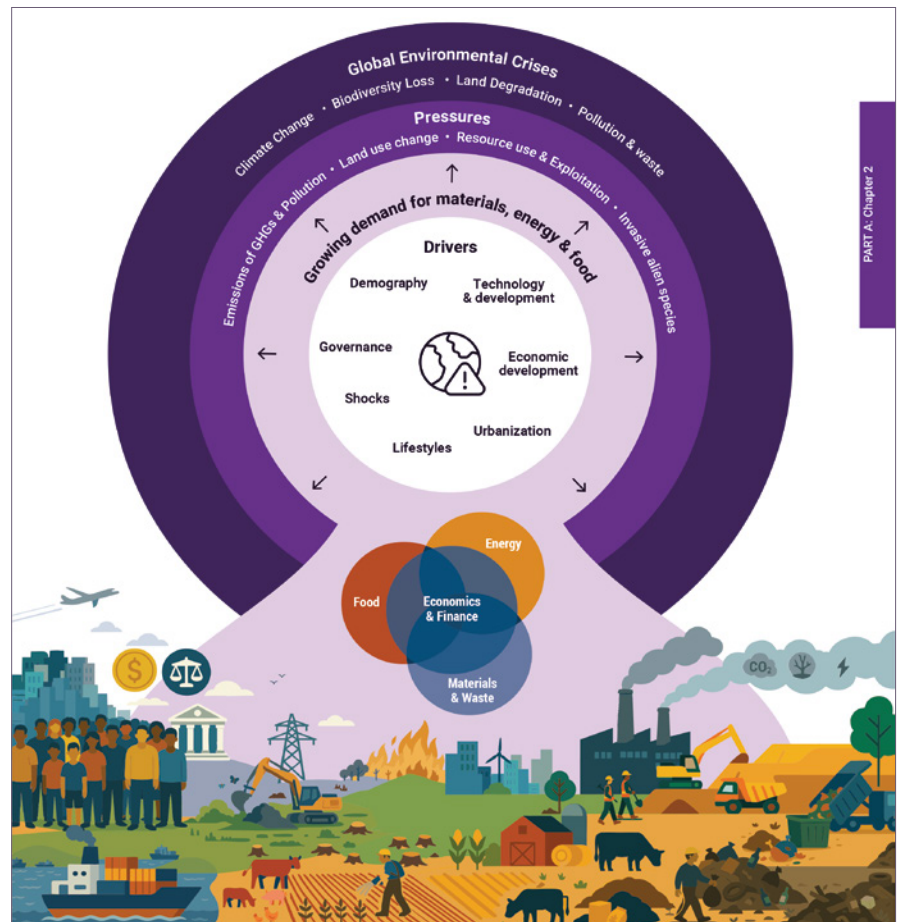 Global Environmental Crises
Climate Change • Biodiversity Loss • Land Degradation • Pollution & waste
Pressures
Emissions of GHGs & Pollution • Land use change • Resource use & Exploitation • Invasive alien species
Growing demand for materials, energy & food
Drivers
Demography
Technology
& development
Governance
Economic
development
Shocks
Urbanization
Lifestyles
PART A: Chapter 2
Energy
Food
Economics
& Finance
Materials
& Waste
$
CO₂